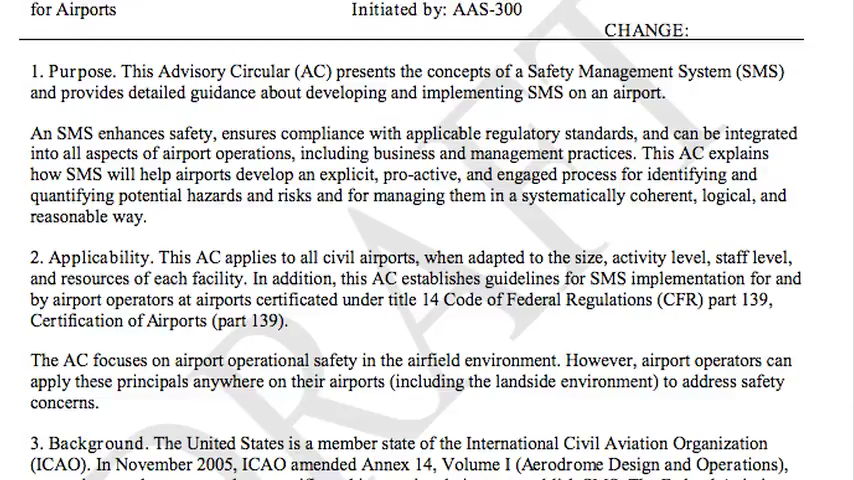 for Airports Initiated by: AAS-300
CHANGE:
1. Purpose. This Advisory Circular (AC) presents the concepts of a Safety Management System (SMS)
and provides detailed guidance about developing and implementing SMS on an airport.
An SMS enhances safety, ensures compliance with applicable regulatory standards, and can be integrated
into all aspects of airport operations, including business and management practices. This AC explains
how SMS will help airports develop an explicit, pro-active, and engaged process for identifying and
quantifying potential hazards and risks and for managing them in a systematically coherent, logical, and
reasonable way.
2. Applicability. This AC applies to all civil airports, when adapted to the size, activity level, staff level,
and resources of each facility. In addition, this AC establishes guidelines for SMS implementation for and
by airport operators at airports certificated under title 14 Code of Federal Regulations (CFR) part 139,
Certification of Airports (part 139).
The AC focuses on airport operational safety in the airfield environment. However, airport operators can
apply these principals anywhere on their airports (including the landside environment) to address safety
concerns.
3. Background. The United States is a member state of the International Civil Aviation Organization
(ICAO). In November 2005, ICAO amended Annex 14, Volume I (Aerodrome Design and Operations),
DRAFT